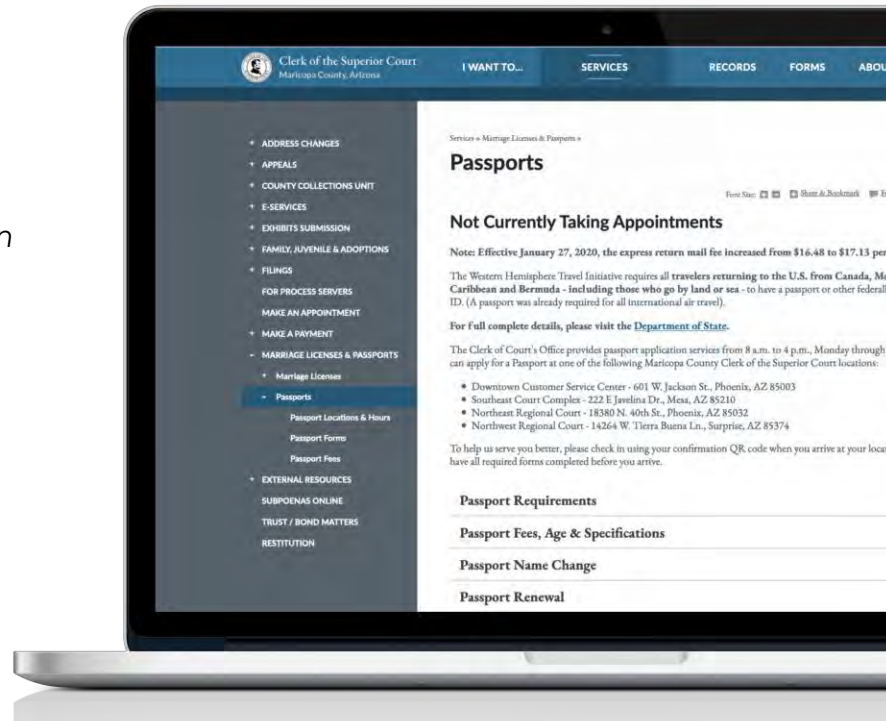 n
Clerk of the Superior Court
Maricopa County, Arizona
I WANT TO...
SERVICES
RECORDS
FORMS
ABOU
+ ADDRESS CHANGES
+ APPEALS
+ COUNTY COLLECTIONS UNIT
+ E-SERVICES
+ EXHIBITS SUBMISSION
+ FAMILY, JUVENILE & ADOPTIONS
+ FILINGS
FOR PROCESS SERVERS
MAKE AN APPOINTMENT
+ MAKE A PAYMENT
- MARRIAGE LICENSES & PASSPORTS
+ Marriage Licenses
- Passports
Passport Locations & Hours
Passport Forms
Passport Fees
+ EXTERNAL RESOURCES
SUBPOENAS ONLINE
TRUST / BOND MATTERS
RESTITUTION
Services » Marriage Licenses & Passports »
Passports
Font Size: Share & Bookmark
Not Currently Taking Appointments
Note: Effective January 27, 2020, the express return mail fee increased from $16.48 to $17.13 per
The Western Hemisphere Travel Initiative requires all travelers returning to the U.S. from Canada, Me
Caribbean and Bermuda - including those who go by land or sea - to have a passport or other federall
ID. (A passport was already required for all international air travel).
For full complete details, please visit the Department of State.
The Clerk of Court's Office provides passport application services from 8 a.m. to 4 p.m., Monday through
can apply for a Passport at one of the following Maricopa County Clerk of the Superior Court locations:
• Downtown Customer Service Center - 601 W. Jackson St., Phoenix, AZ 85003
• Southeast Court Complex - 222 E Javelina Dr., Mesa, AZ 85210
• Northeast Regional Court - 18380 N. 40th St., Phoenix, AZ 85032
• Northwest Regional Court - 14264 W. Tierra Buena Ln., Surprise, AZ 85374
To help us serve you better, please check in using your confirmation QR code when you arrive at your locat
have all required forms completed before you arrive.
Passport Requirements
Passport Fees, Age & Specifications
Passport Name Change
Passport Renewal